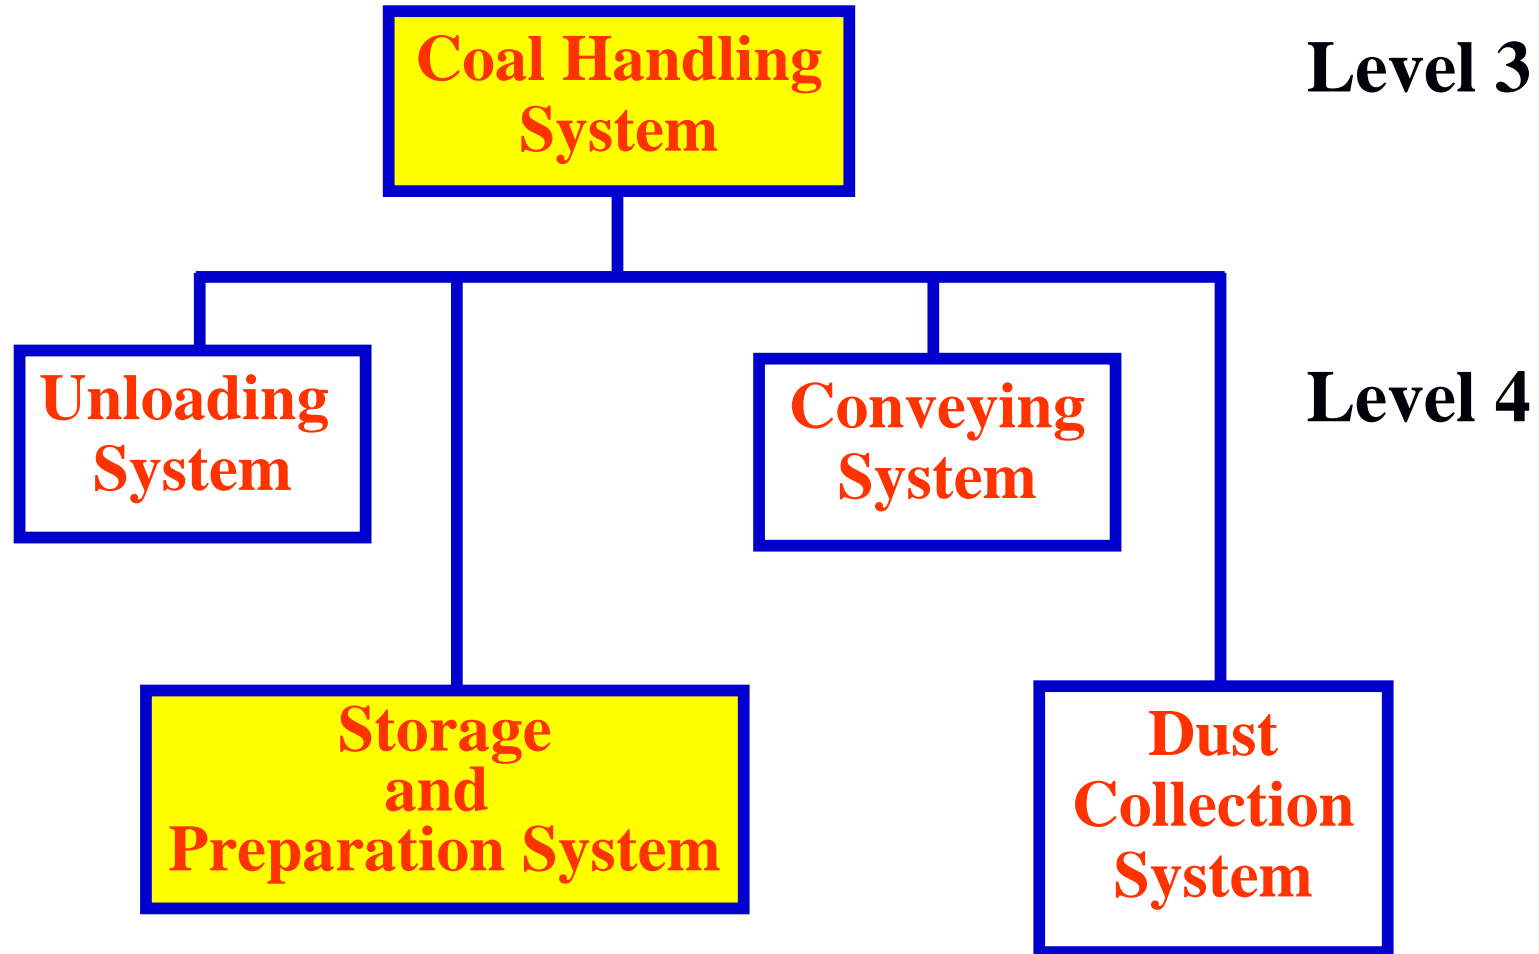 Coal Handling
System
Level 3
Unloading
System
Conveying
System
Level 4
Storage
and
Preparation System
Dust
Collection
System